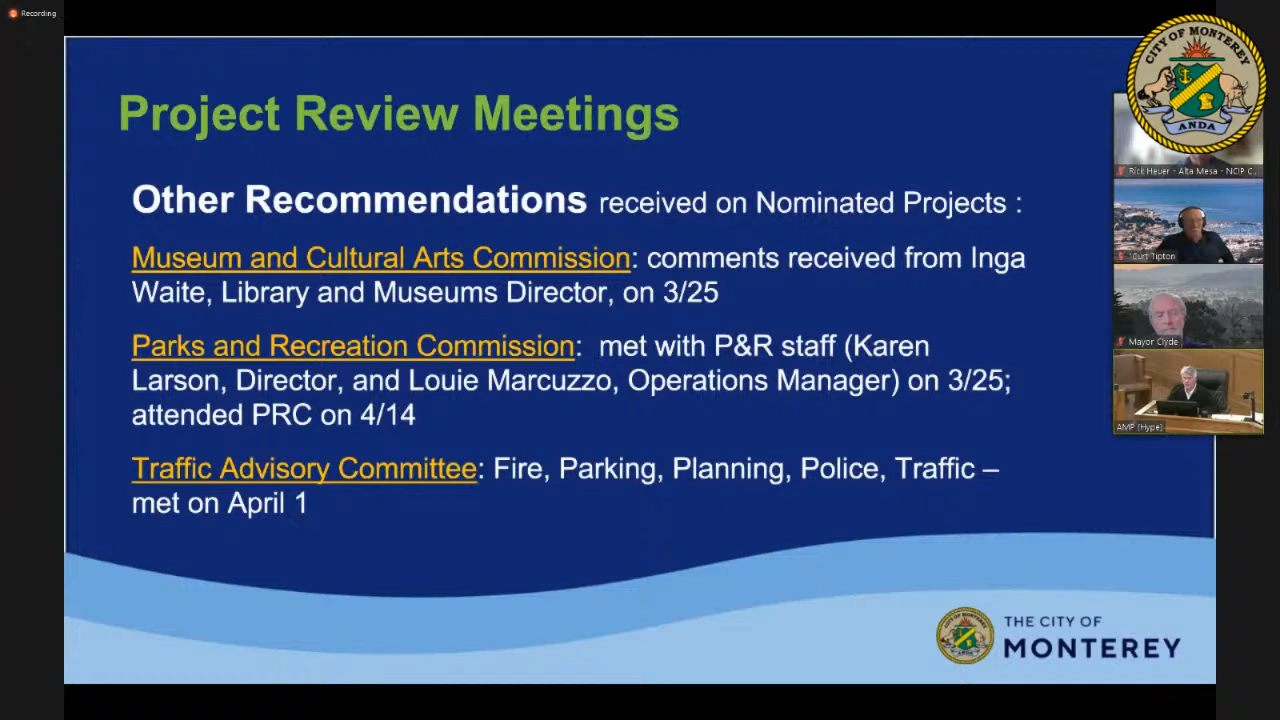 Recording
Project Review Meetings
Other Recommendations received on Nominated Projects :
Museum and Cultural Arts Commission: comments received from Inga
Waite, Library and Museums Director, on 3/25
Parks and Recreation Commission:  met with P&R staff (Karen
Larson, Director, and Louie Marcuzzo, Operations Manager) on 3/25;
attended PRC on 4/14
Traffic Advisory Committee: Fire, Parking, Planning, Police, Traffic –
met on April 1
CITY OF MONTEREY
ANDA
Rick Heuer - Alta Mesa - NCIP C...
*Curt Tipton
Mayor Clyde
AMP (Hype)
THE CITY OF
MONTEREY